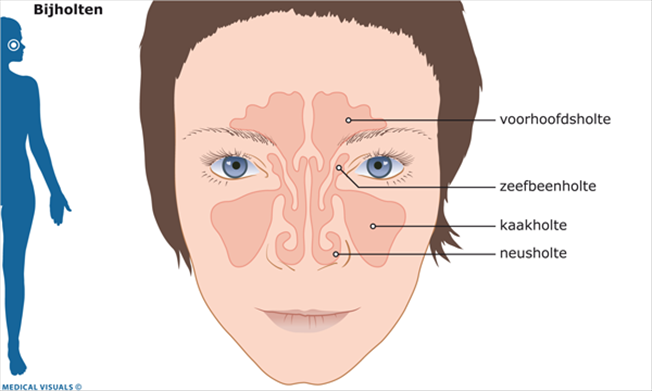 Bijholten
voorhoofdsholte
zeefbeenholte
kaakholte
neusholte
MEDICAL VISUALS ©